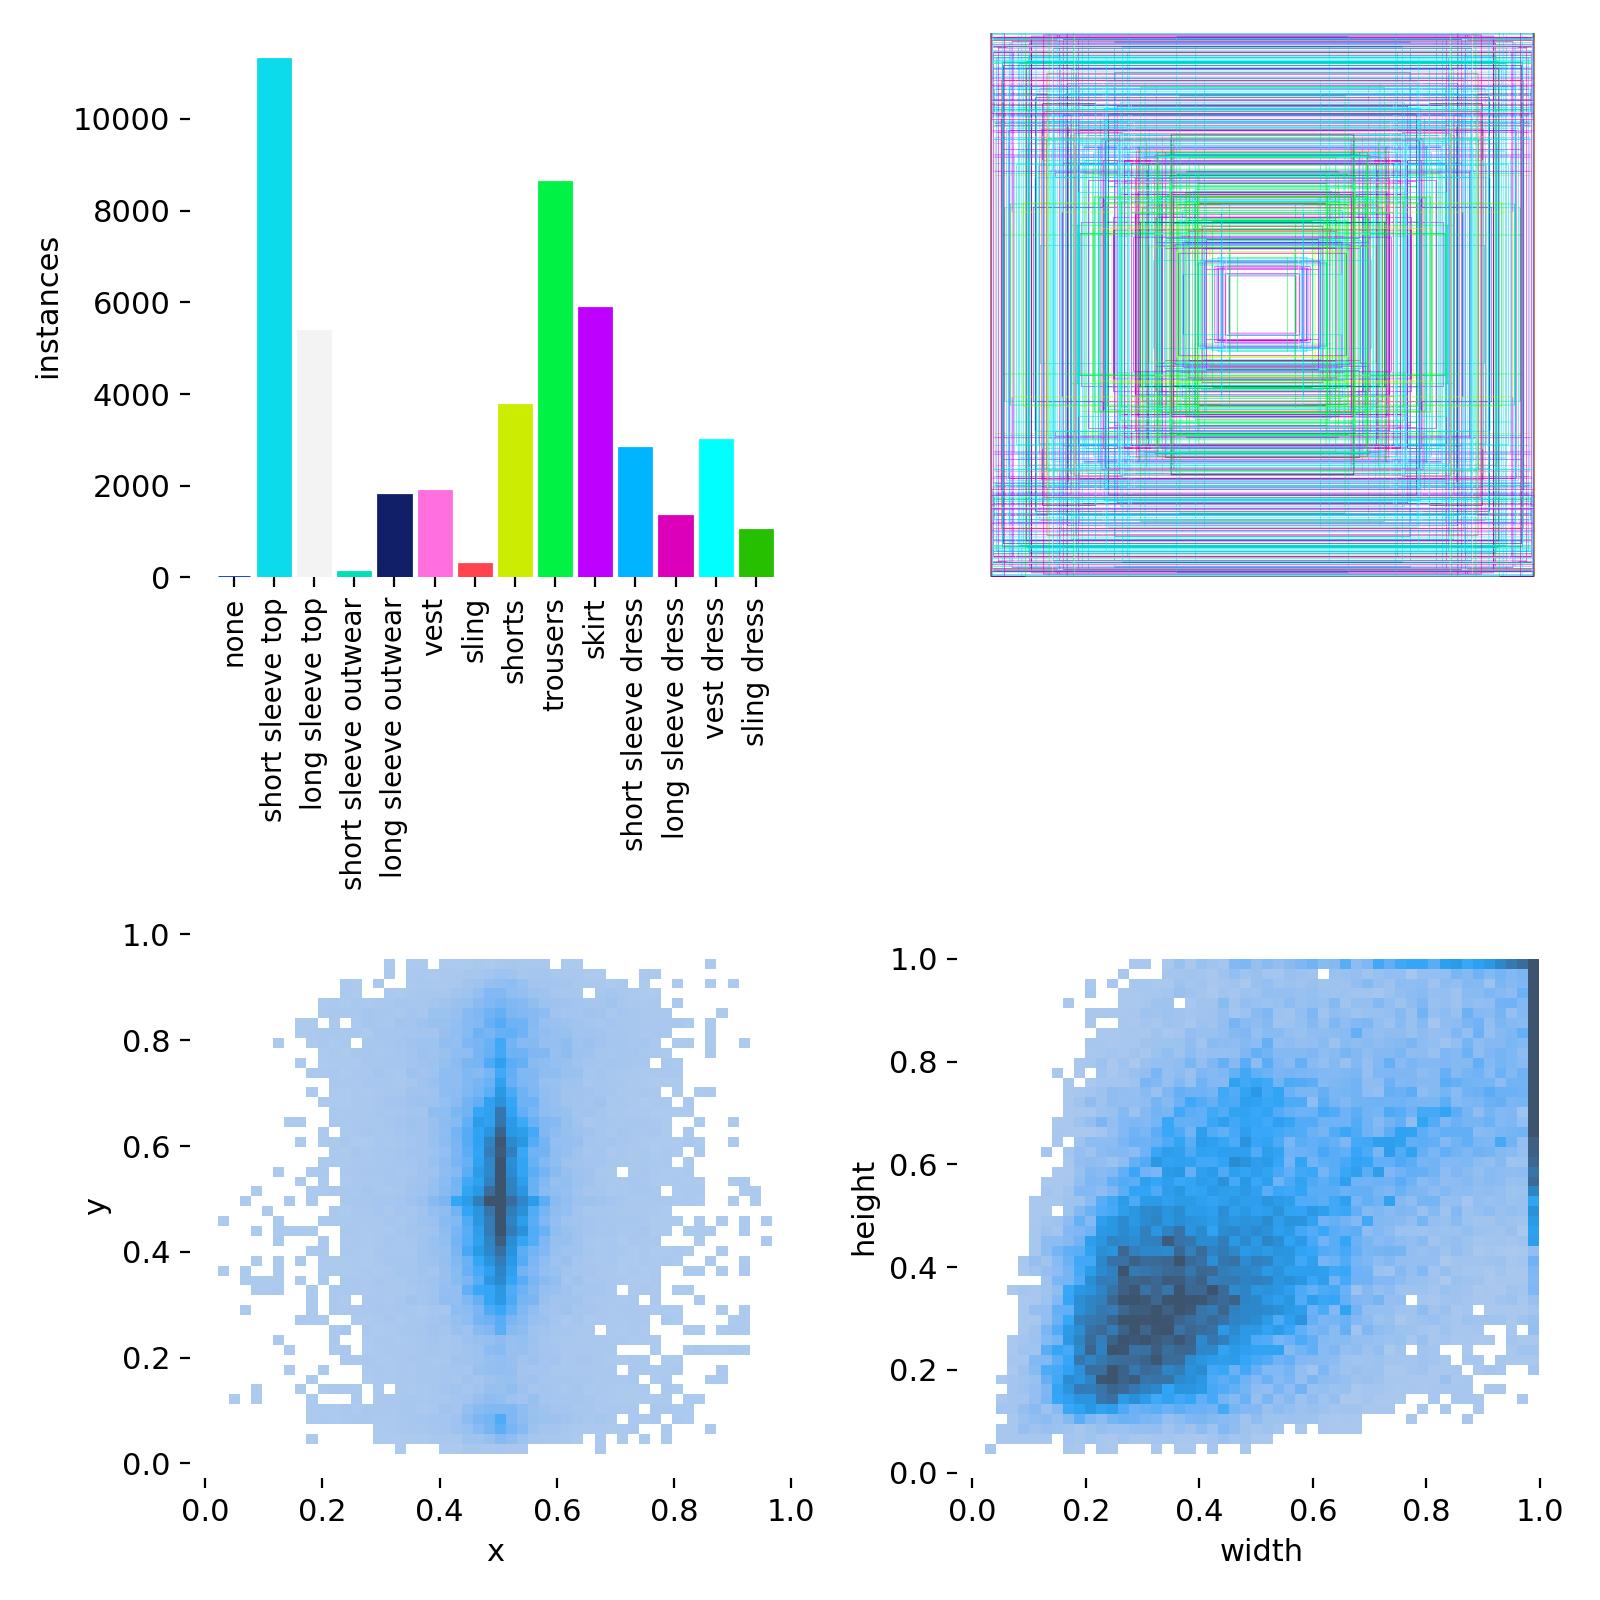 instances
10000
8000
6000
4000
2000
0
none
short sleeve top
long sleeve top
short sleeve outwear
long sleeve outwear
vest
sling
shorts
trousers
skirt
short sleeve dress
long sleeve dress
vest dress
sling dress
y
1.0
0.8
0.6
0.4
0.2
0.0
0.0 0.2 0.4 0.6 0.8 1.0
x
height
1.0
0.8
0.6
0.4
0.2
0.0
0.0 0.2 0.4 0.6 0.8 1.0
width